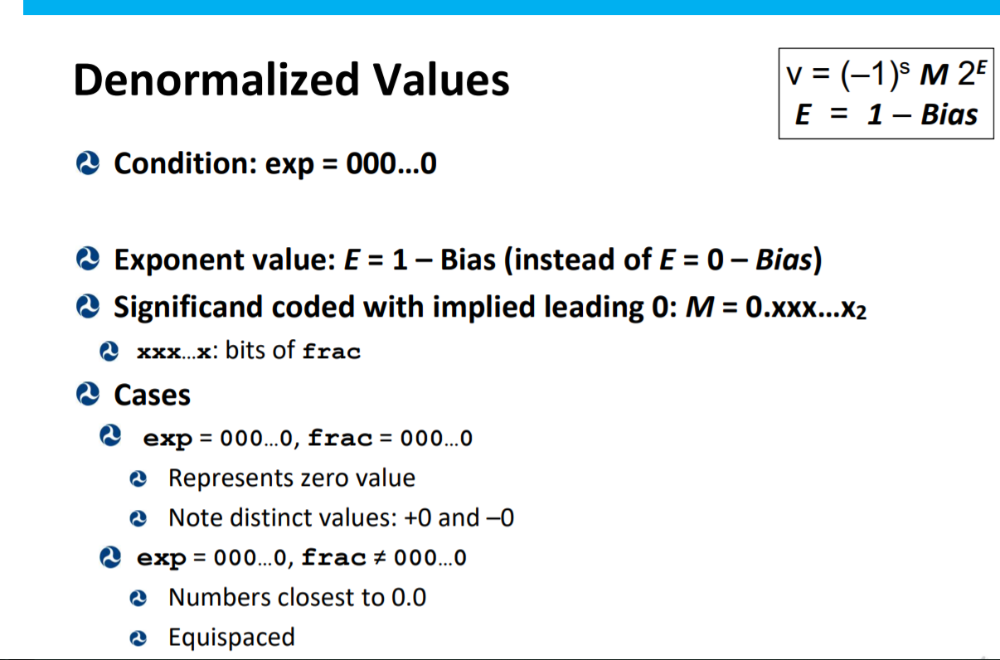 Denormalized Values
v = (–1)ˢ M 2ᴱ
E = 1 – Bias
Condition: exp = 000…0
Exponent value: E = 1 – Bias (instead of E = 0 – Bias)
Significand coded with implied leading 0: M = 0.xxx…x₂
xxx…x: bits of frac
Cases
exp = 000…0, frac = 000…0
Represents zero value
Note distinct values: +0 and –0
exp = 000…0, frac ≠ 000…0
Numbers closest to 0.0
Equispaced